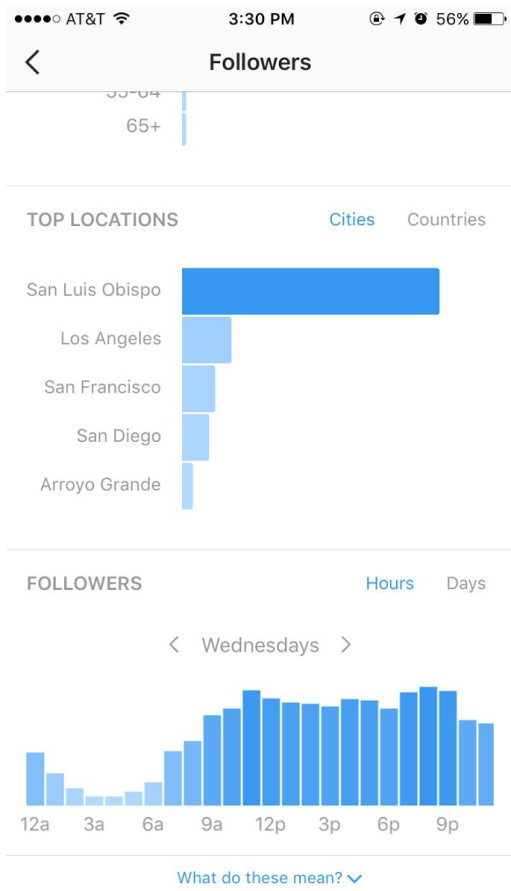 AT&T 3:30 PM 56%
Followers
65+
TOP LOCATIONS Cities Countries
San Luis Obispo
Los Angeles
San Francisco
San Diego
Arroyo Grande
FOLLOWERS Hours Days
< Wednesdays >
12a 3a 6a 9a 12p 3p 6p 9p
What do these mean?